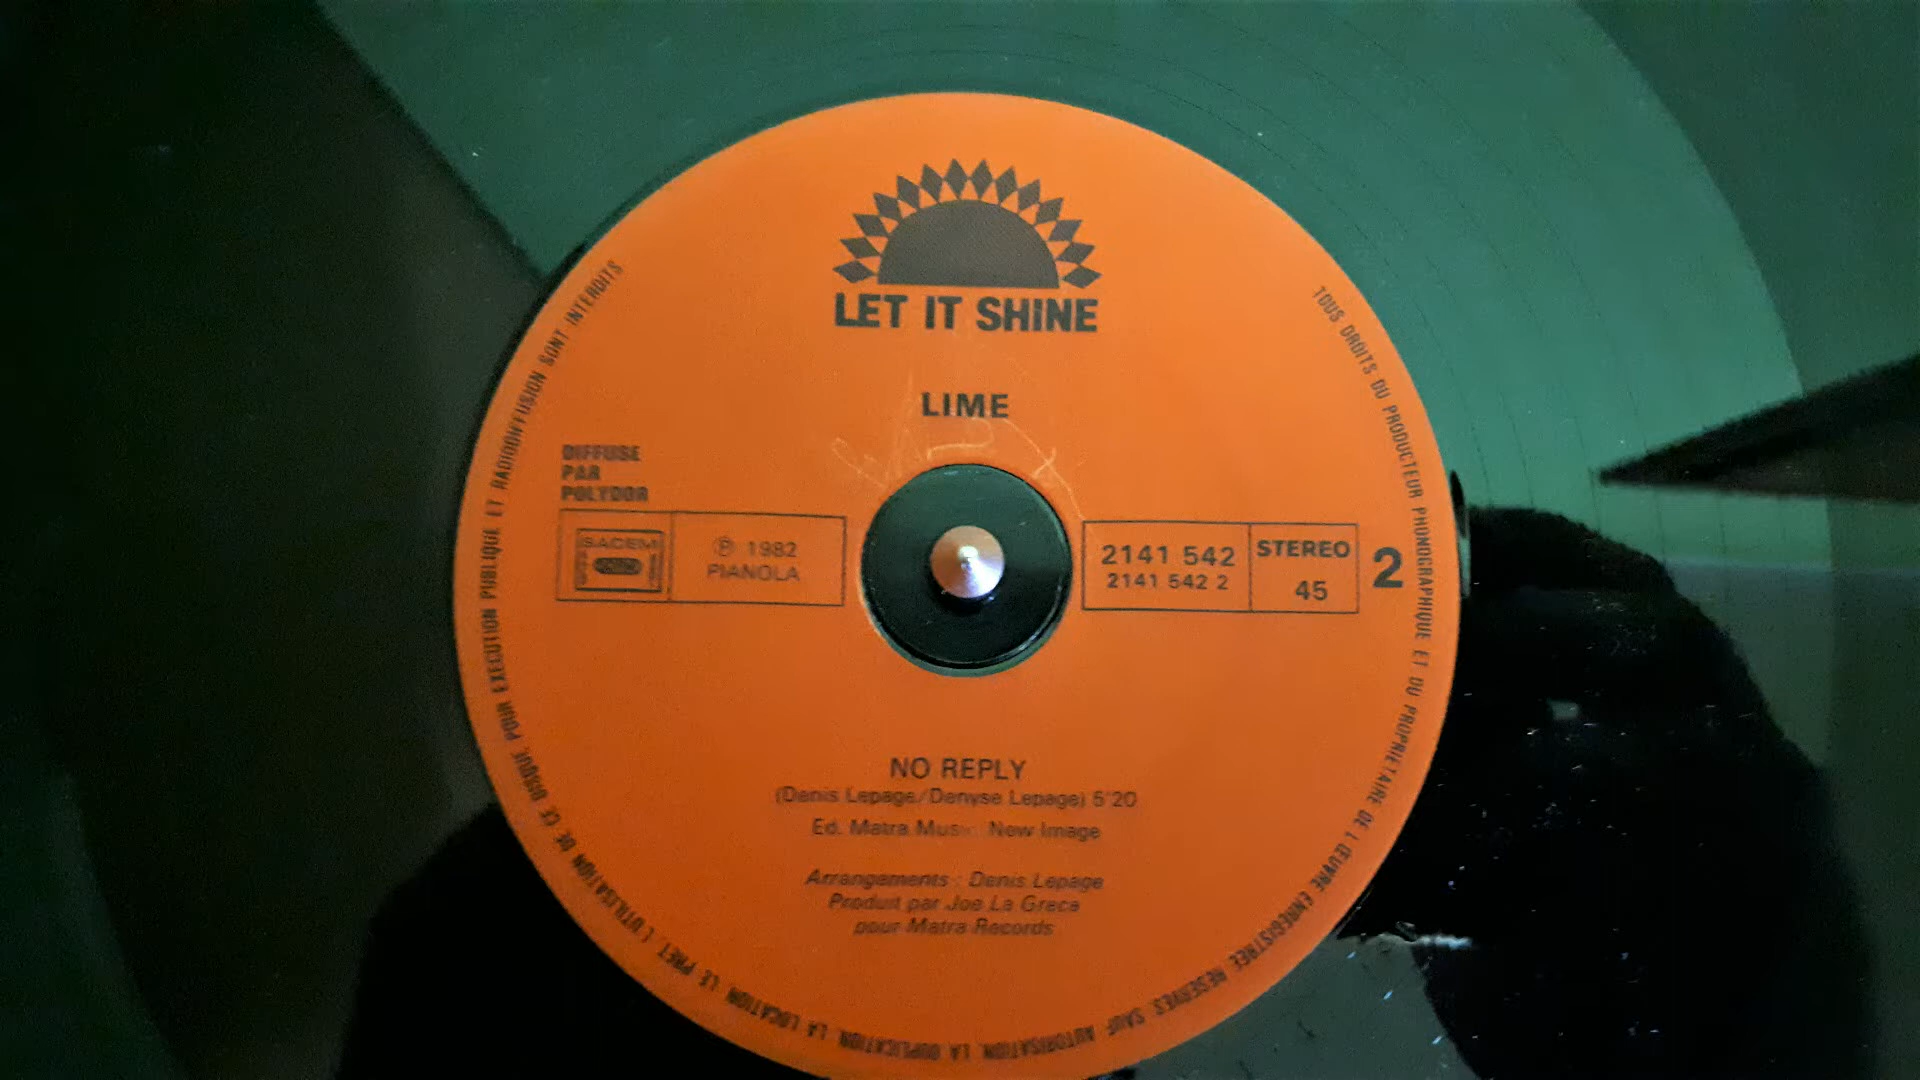 LET IT SHINE
LIME
DIFFUSE
PAR
POLYDOR
SACEM
Ⓟ 1982
PIANOLA
2141 542
2141 542 2
STEREO
45
2
NO REPLY
(Denis Lepage/Denyse Lepage) 5'20
Ed. Matra Music New Image
Arrangements : Denis Lepage
Produit par Joe La Greca
pour Matra Records
TOUS DROITS DU PRODUCTEUR PHONOGRAPHIQUE ET DU PROPRIETAIRE DE L'ŒUVRE ENREGISTREE RESERVES. SAUF AUTORISATION, LA DUPLICATION, LA LOCATION, LE PRET, L'UTILISATION DE CE DISQUE POUR EXECUTION PUBLIQUE ET RADIODIFFUSION SONT INTERDITS